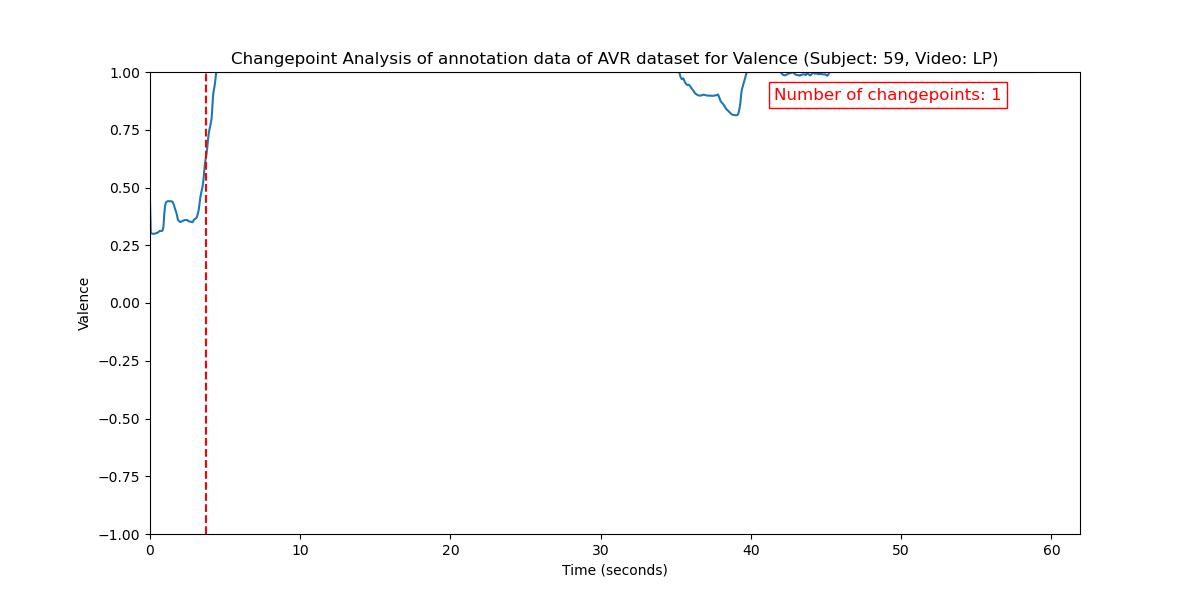 Changepoint Analysis of annotation data of AVR dataset for Valence (Subject: 59, Video: LP)
Number of changepoints: 1
Valence
1.00
0.75
0.50
0.25
0.00
−0.25
−0.50
−0.75
−1.00
0 10 20 30 40 50 60
Time (seconds)